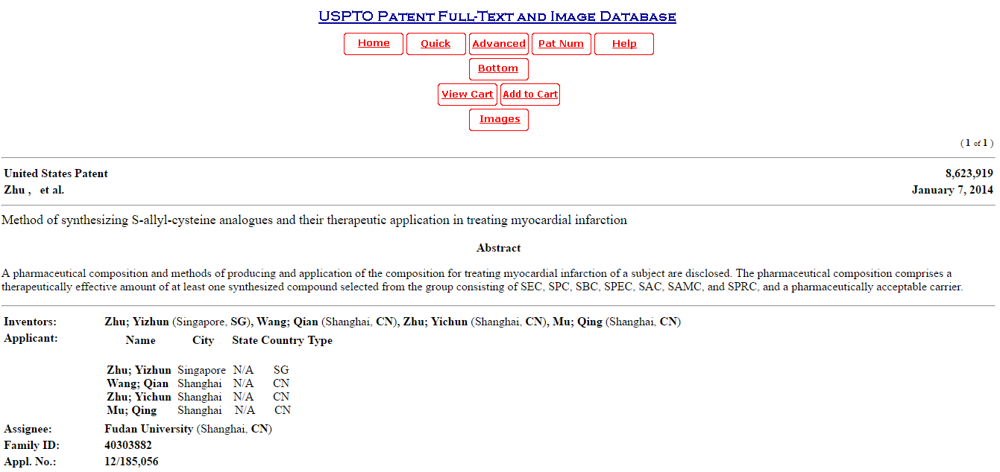 USPTO PATENT FULL-TEXT AND IMAGE DATABASE
Home Quick Advanced Pat Num Help
Bottom
View Cart Add to Cart
Images
( 1 of 1 )
United States Patent 8,623,919
Zhu , et al. January 7, 2014
Method of synthesizing S-allyl-cysteine analogues and their therapeutic application in treating myocardial infarction
Abstract
A pharmaceutical composition and methods of producing and application of the composition for treating myocardial infarction of a subject are disclosed. The pharmaceutical composition comprises a
therapeutically effective amount of at least one synthesized compound selected from the group consisting of SEC, SPC, SBC, SPEC, SAC, SAMC, and SPRC, and a pharmaceutically acceptable carrier.
Inventors: Zhu; Yizhun (Singapore, SG), Wang; Qian (Shanghai, CN), Zhu; Yichun (Shanghai, CN), Mu; Qing (Shanghai, CN)
Applicant:
Name City State Country Type
Zhu; Yizhun Singapore N/A SG
Wang; Qian Shanghai N/A CN
Zhu; Yichun Shanghai N/A CN
Mu; Qing Shanghai N/A CN
Assignee: Fudan University (Shanghai, CN)
Family ID: 40303882
Appl. No.: 12/185,056